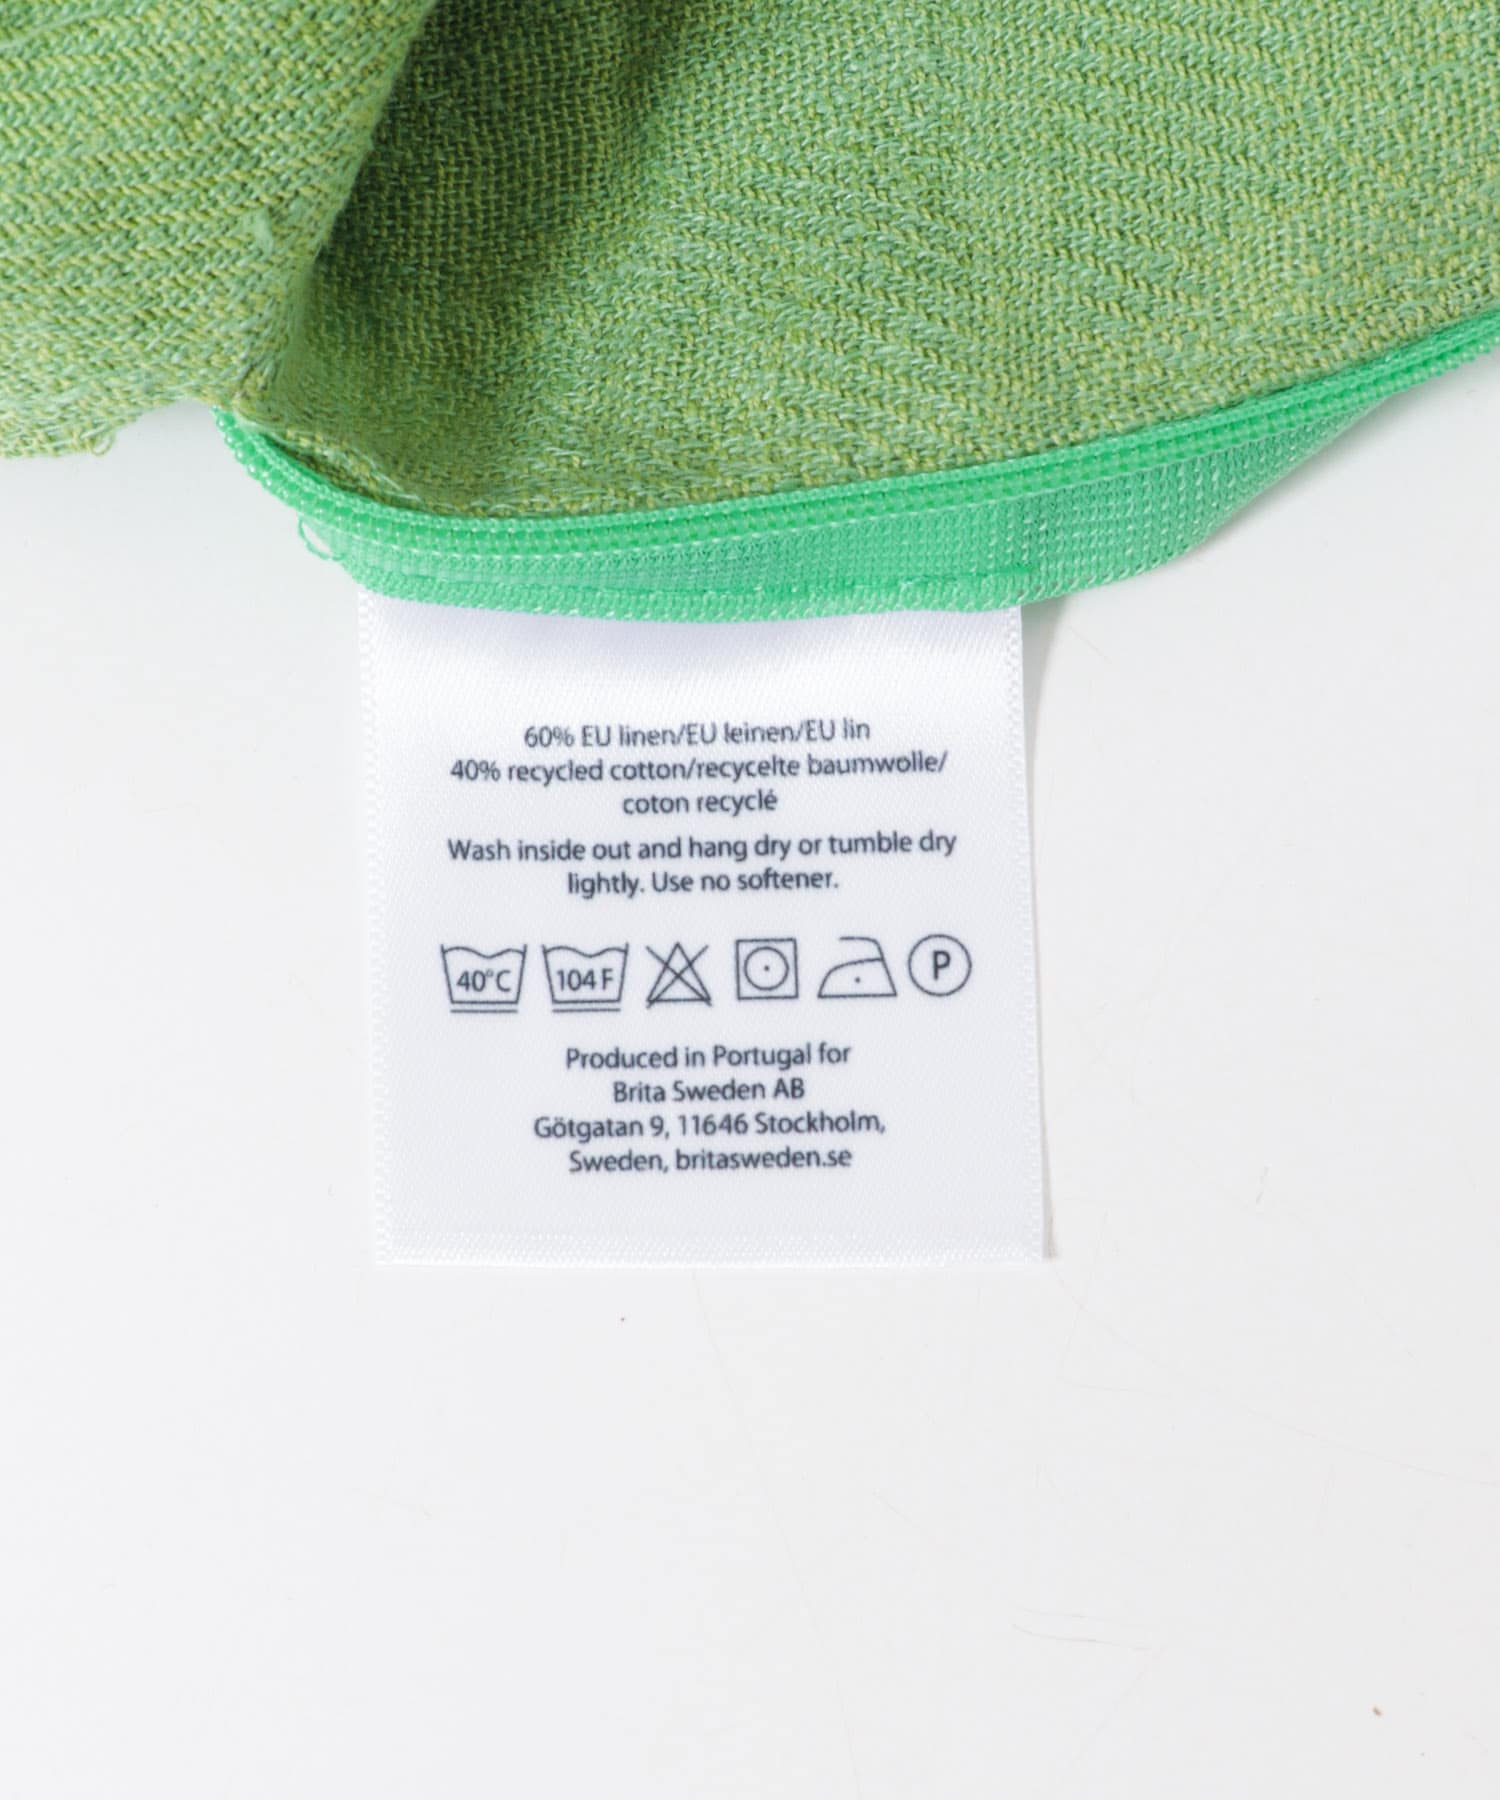 60% EU linen/EU leinen/EU lin
40% recycled cotton/recycelte baumwolle/
coton recyclé
Wash inside out and hang dry or tumble dry
lightly. Use no softener.
40°C 104 F P
Produced in Portugal for
Brita Sweden AB
Götgatan 9, 11646 Stockholm,
Sweden, britasweden.se